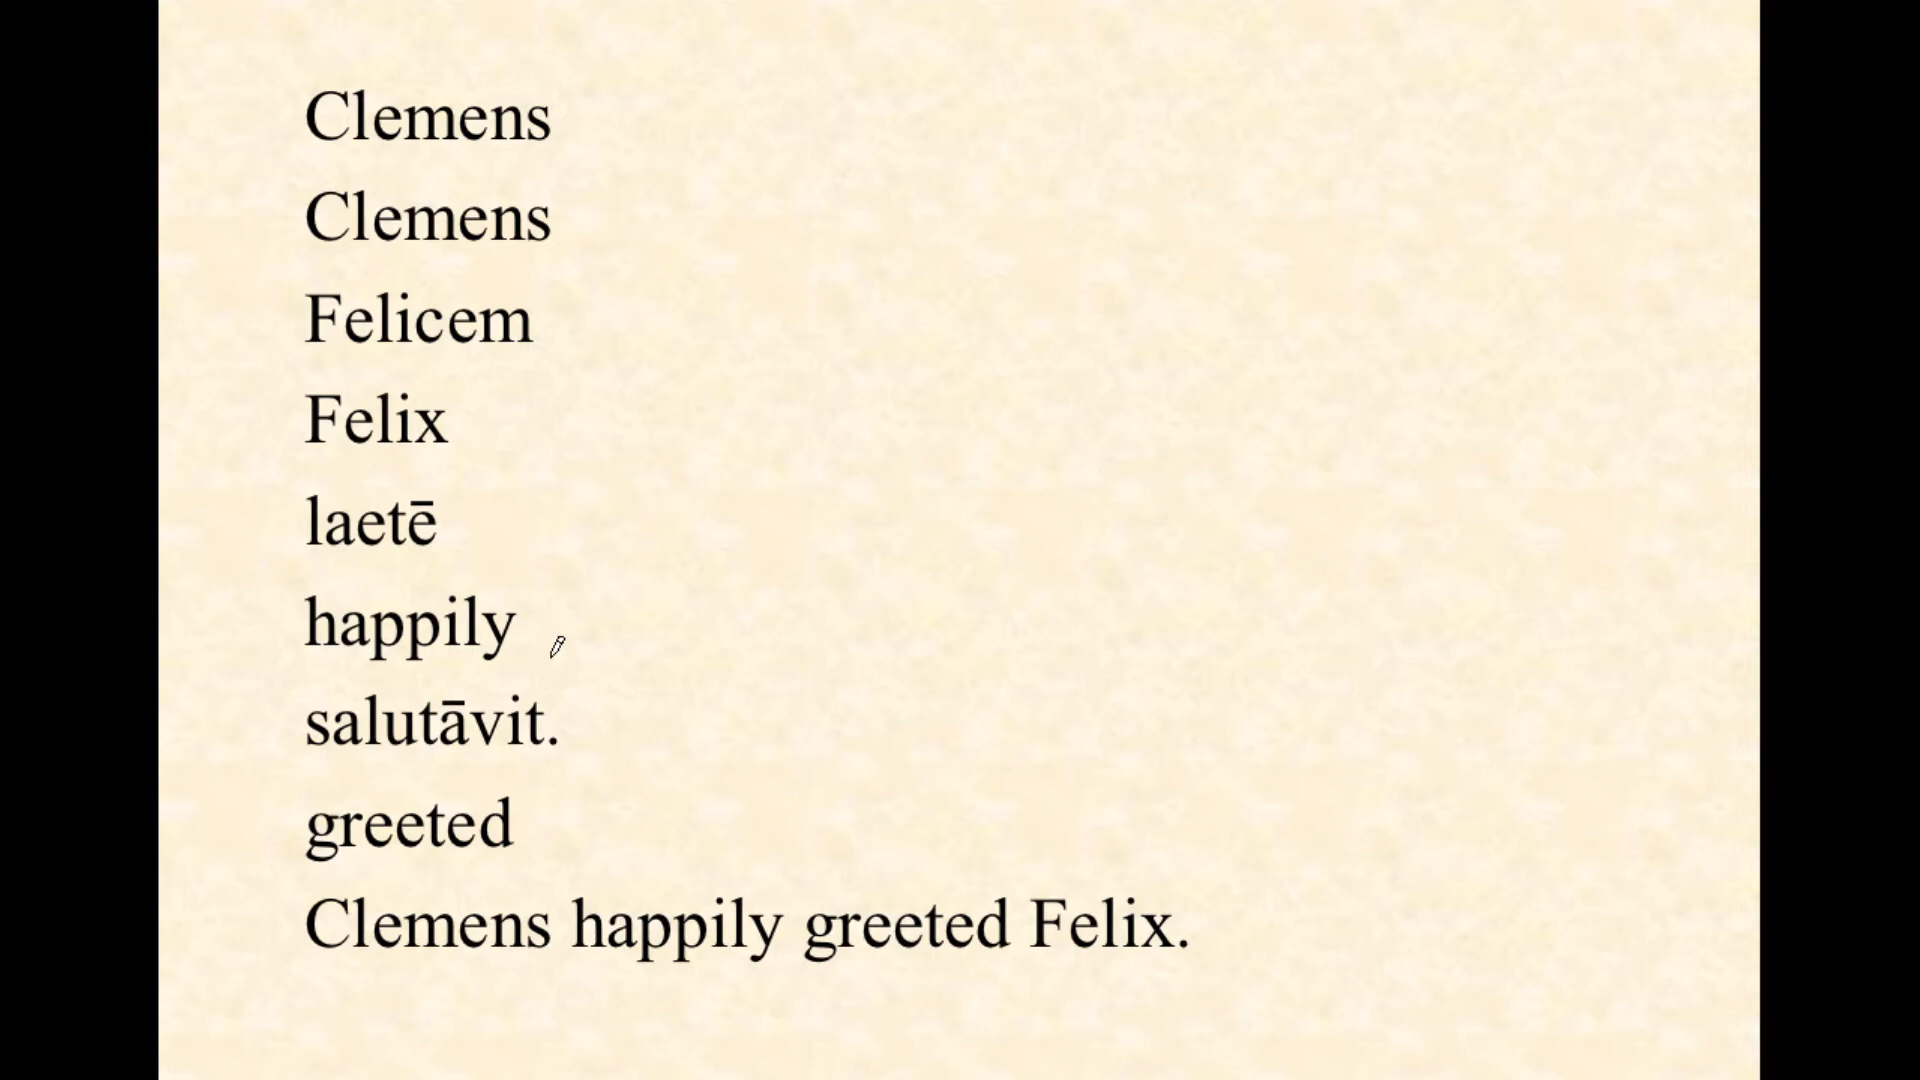 Clemens
Clemens
Felicem
Felix
laetē
happily
salutāvit.
greeted
Clemens happily greeted Felix.